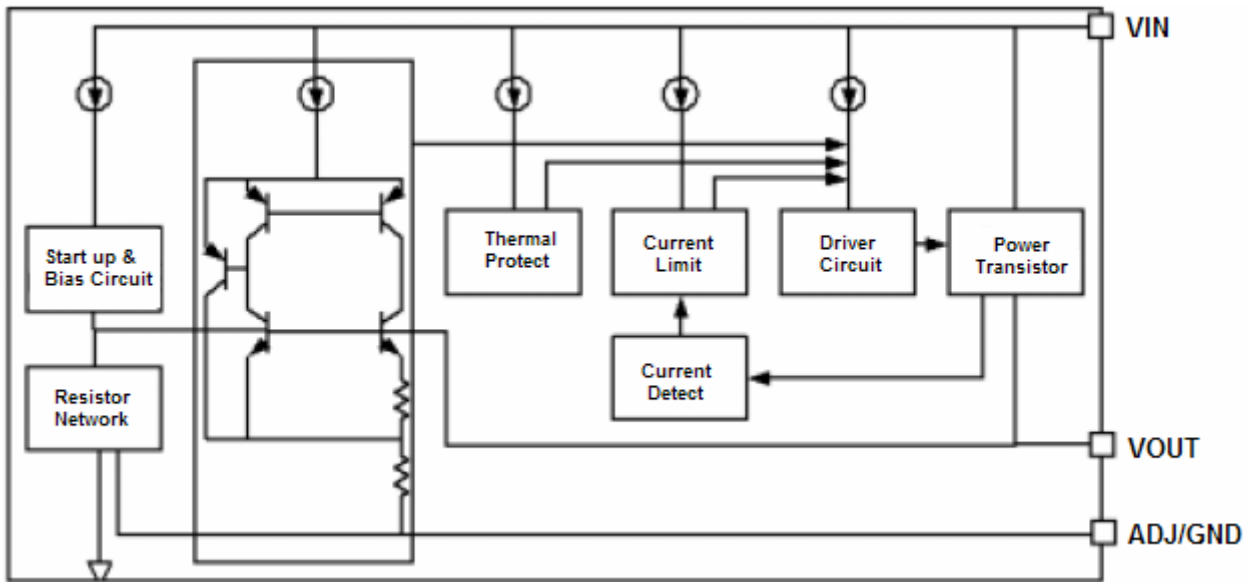 VIN
Start up &
Bias Circuit
Thermal
Protect
Current
Limit
Driver
Circuit
Power
Transistor
Resistor
Network
Current
Detect
VOUT
ADJ/GND